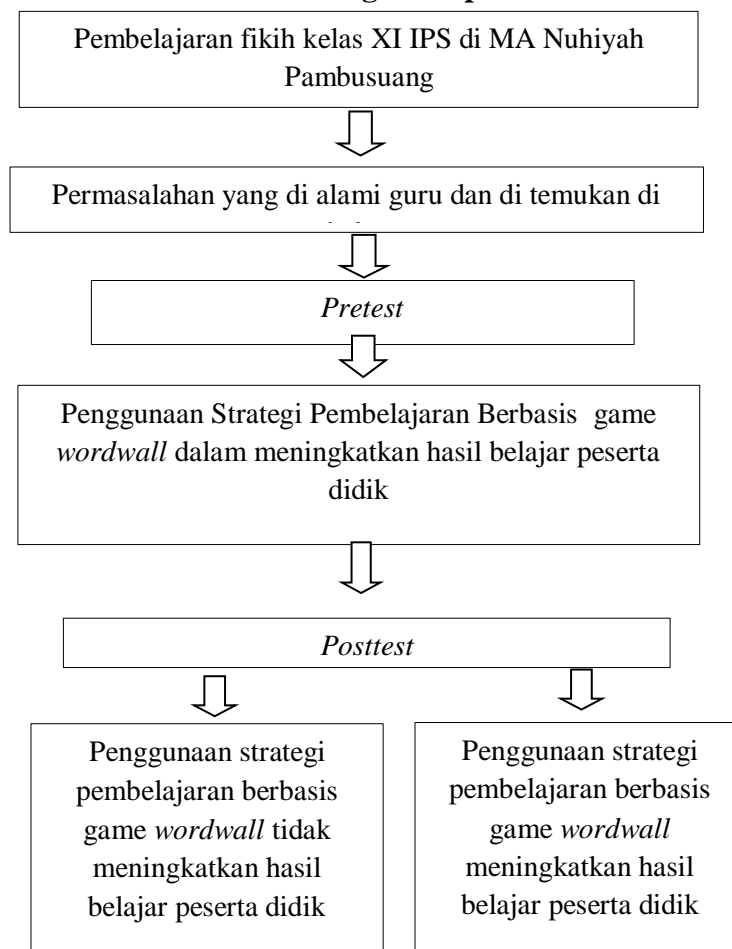 Pembelajaran fikih kelas XI IPS di MA Nuhiyah
Pambusuang
Permasalahan yang di alami guru dan di temukan di
Pretest
Penggunaan Strategi Pembelajaran Berbasis game
wordwall dalam meningkatkan hasil belajar peserta
didik
Posttest
Penggunaan strategi
pembelajaran berbasis
game wordwall tidak
meningkatkan hasil
belajar peserta didik
Penggunaan strategi
pembelajaran berbasis
game wordwall
meningkatkan hasil
belajar peserta didik